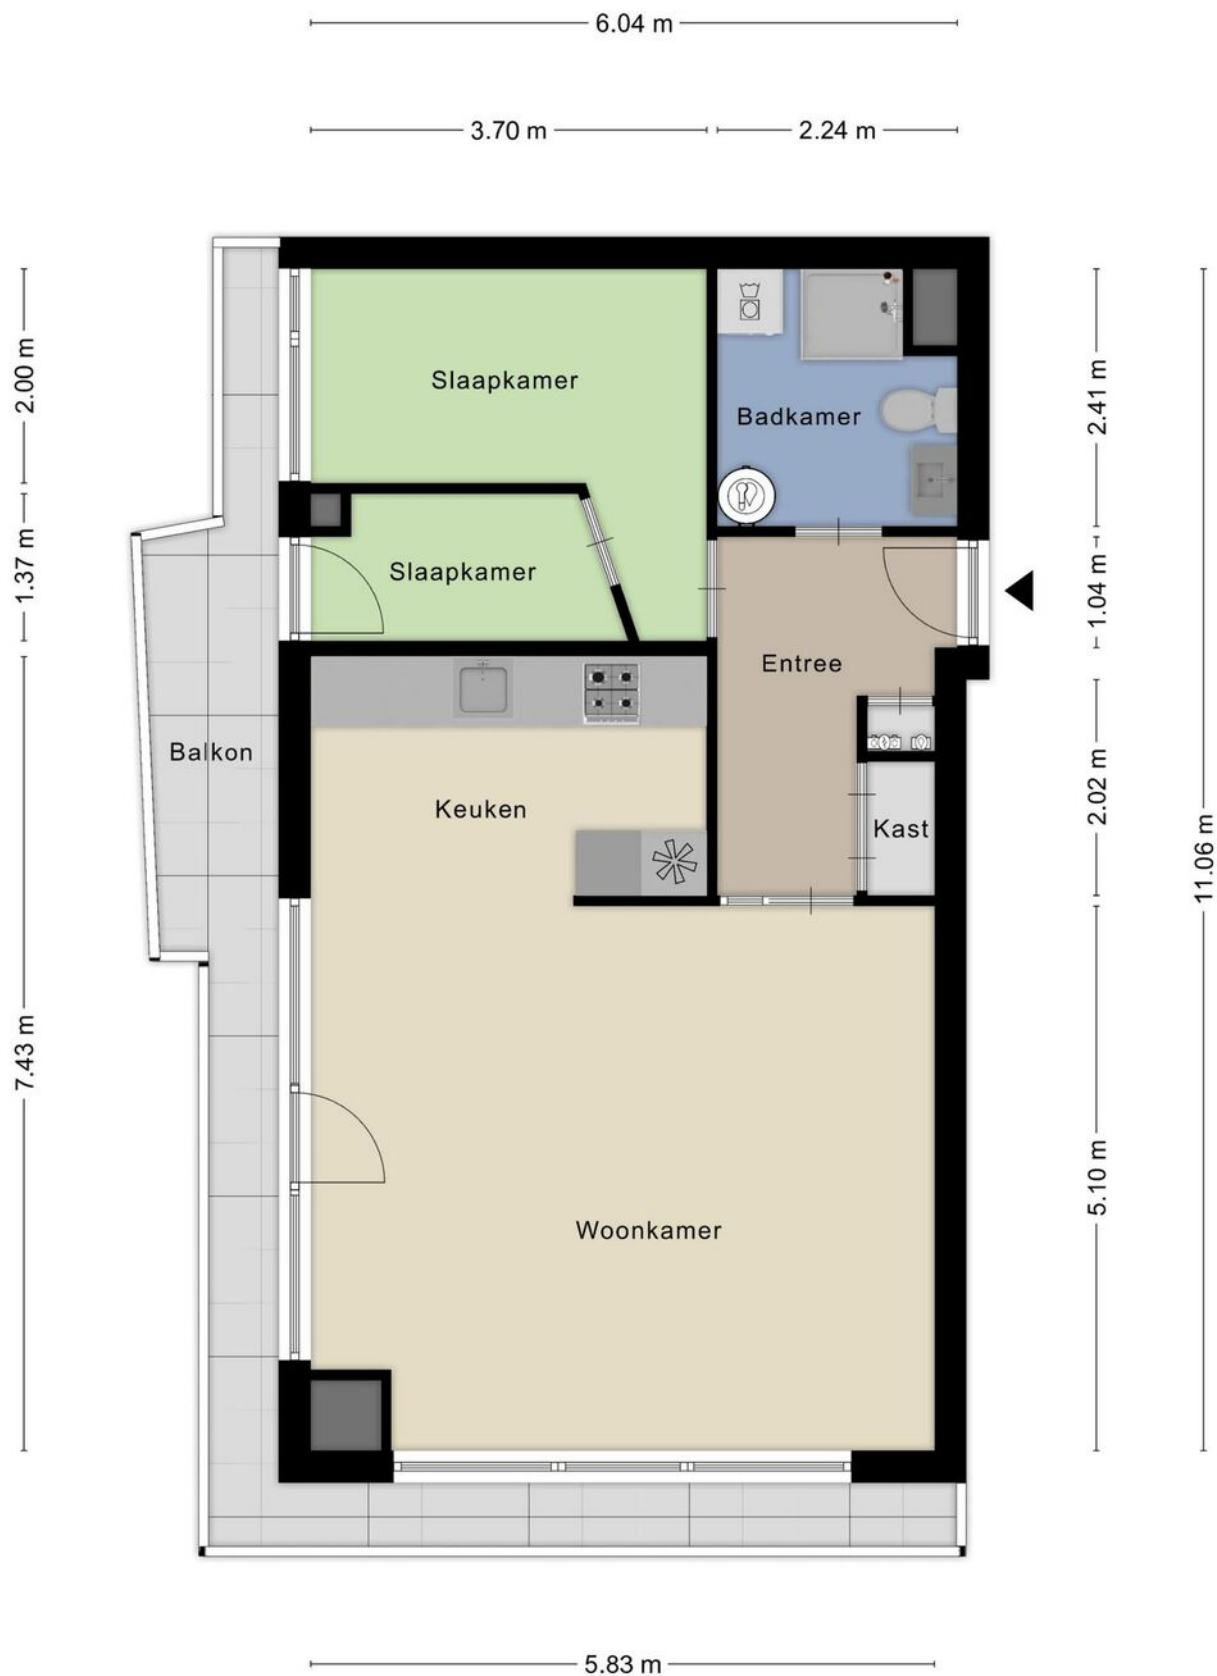 6.04 m
3.70 m
2.24 m
2.00 m
2.41 m
Slaapkamer
Badkamer
1.37 m
Slaapkamer
1.04 m
Entree
Balkon
Keuken
Kast
2.02 m
11.06 m
7.43 m
5.10 m
Woonkamer
5.83 m